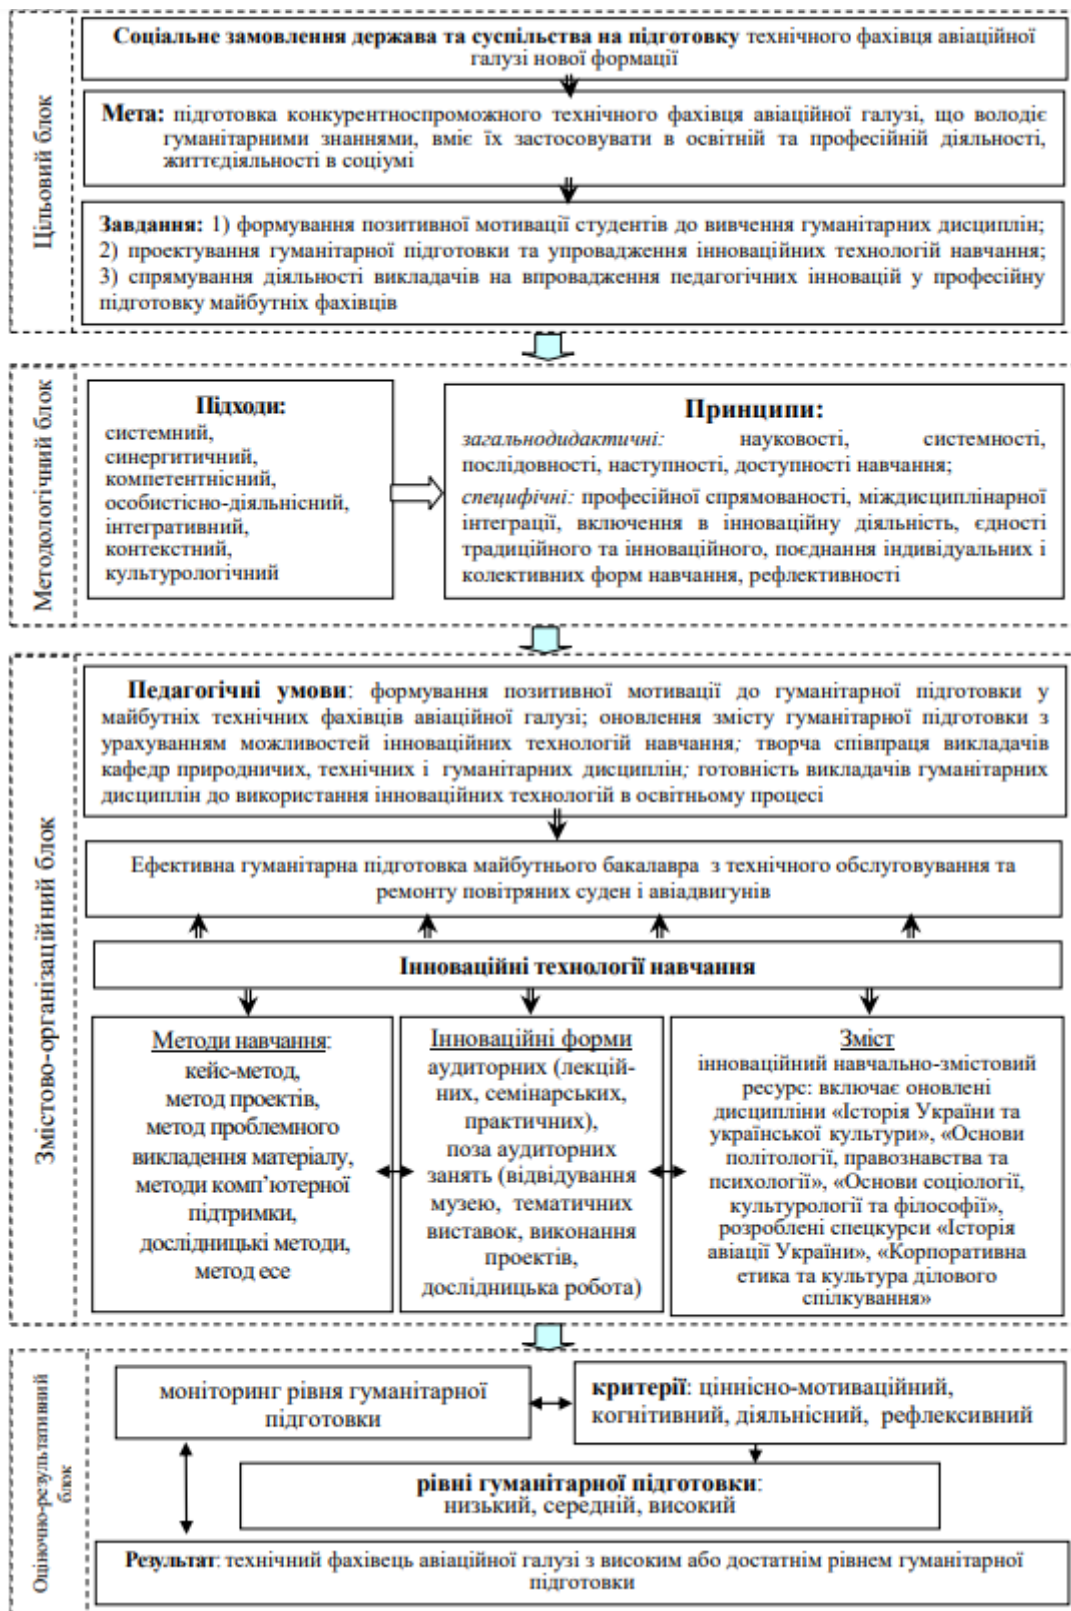 Цільовий блок
Соціальне замовлення держава та суспільства на підготовку технічного фахівця авіаційної
галузі нової формації
Мета: підготовка конкурентноспроможного технічного фахівця авіаційної галузі, що володіє
гуманітарними знаннями, вміє їх застосовувати в освітній та професійній діяльності,
життєдіяльності в соціумі
Завдання: 1) формування позитивної мотивації студентів до вивчення гуманітарних дисциплін;
2) проектування гуманітарної підготовки та упровадження інноваційних технологій навчання;
3) спрямування діяльності викладачів на впровадження педагогічних інновацій у професійну
підготовку майбутніх фахівців
Методологічний блок
Підходи:
системний,
синергитичний,
компетентнісний,
особистісно-діяльнісний,
інтегративний,
контекстний,
культурологічний
Принципи:
загальнодидактичні: науковості, системності,
послідовності, наступності, доступності навчання;
специфічні: професійної спрямованості, міждисциплінарної
інтеграції, включення в інноваційну діяльність, єдності
традиційного та інноваційного, поєднання індивідуальних і
колективних форм навчання, рефлективності
Змістово-організаційний блок
Педагогічні умови: формування позитивної мотивації до гуманітарної підготовки у
майбутніх технічних фахівців авіаційної галузі; оновлення змісту гуманітарної підготовки з
урахуванням можливостей інноваційних технологій навчання; творча співпраця викладачів
кафедр природничих, технічних і гуманітарних дисциплін; готовність викладачів гуманітарних
дисциплін до використання інноваційних технологій в освітньому процесі
Ефективна гуманітарна підготовка майбутнього бакалавра з технічного обслуговування та
ремонту повітряних суден і авіадвигунів
Інноваційні технології навчання
Методи навчання:
кейс-метод,
метод проектів,
метод проблемного
викладення матеріалу,
методи комп’ютерної
підтримки,
дослідницькі методи,
метод есе
Інноваційні форми
аудиторних (лекцій-
них, семінарських,
практичних),
поза аудиторних
занять (відвідування
музею, тематичних
виставок, виконання
проектів,
дослідницька робота)
Зміст
інноваційний навчально-змістовий
ресурс: включає оновлені
дисципліни «Історія України та
української культури», «Основи
політології, правознавства та
психології», «Основи соціології,
культурології та філософії»,
розроблені спецкурси «Історія
авіації України», «Корпоративна
етика та культура ділового
спілкування»
Оціночно-результативний
блок
моніторинг рівня гуманітарної
підготовки
критерії: ціннісно-мотиваційний,
когнітивний, діяльнісний, рефлексивний
рівні гуманітарної підготовки:
низький, середній, високий
Результат: технічний фахівець авіаційної галузі з високим або достатнім рівнем гуманітарної
підготовки